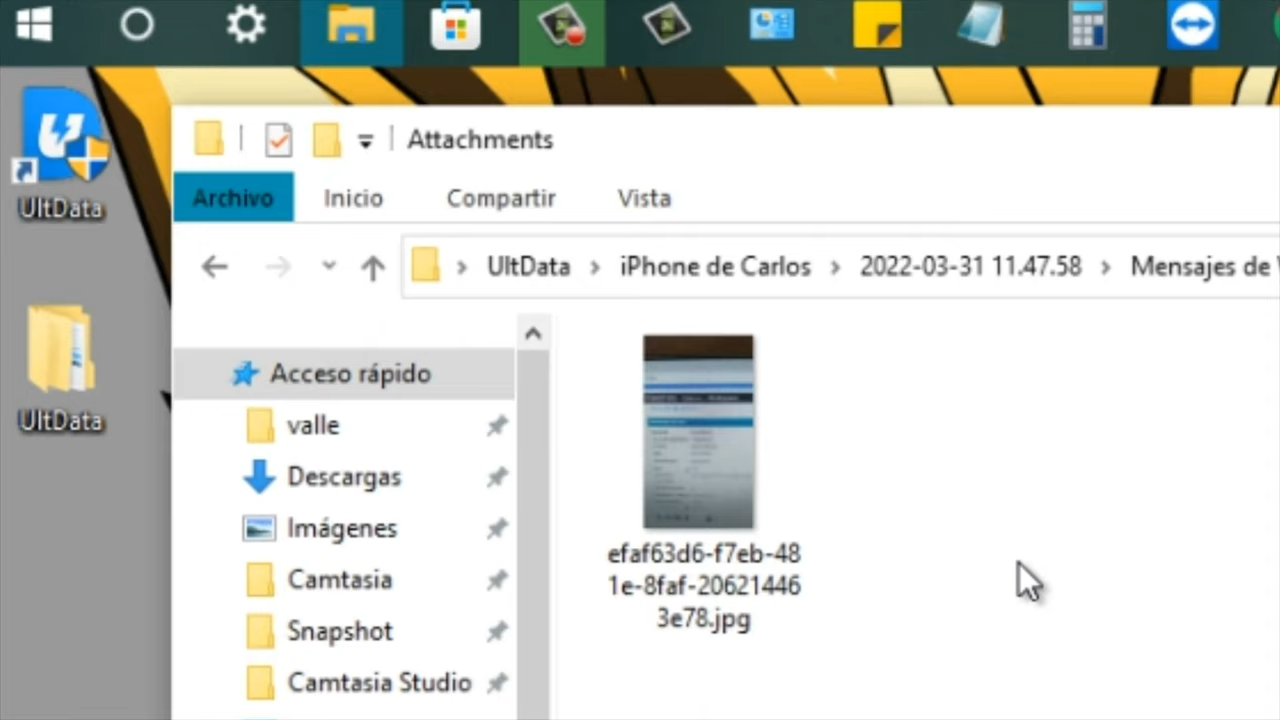 Attachments
Archivo Inicio Compartir Vista
UltData > iPhone de Carlos > 2022-03-31 11.47.58 > Mensajes de
UltData
UltData
Acceso rápido
valle
Descargas
Imágenes
Camtasia
Snapshot
Camtasia Studio
efaf63d6-f7eb-48
1e-8faf-20621446
3e78.jpg